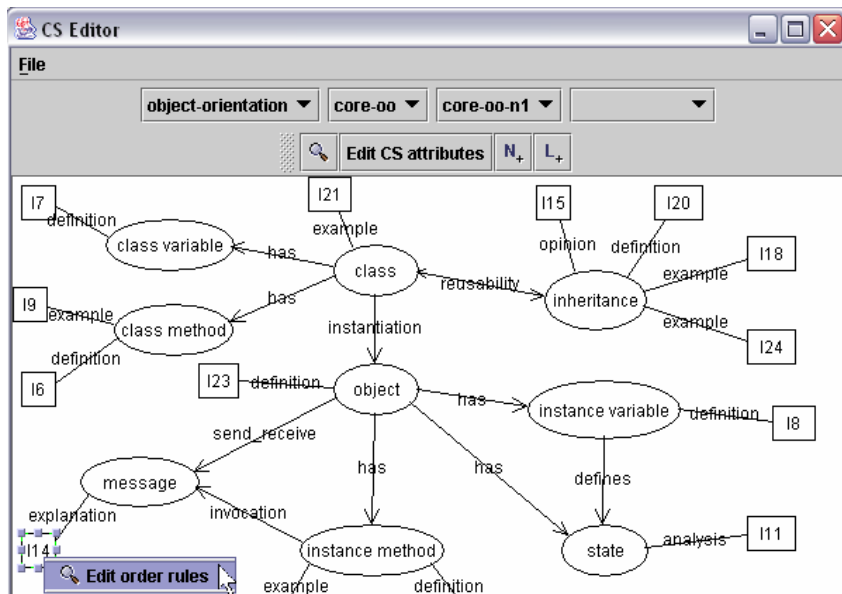 CS Editor
File
object-orientation core-oo core-oo-n1
Edit CS attributes N+ L+
I7 I21 I15 I20
definition example opinion definition
class variable has class reusability inheritance example I18
I9 example class method has example I24
definition instantiation
I6 I23 definition object has instance variable definition I8
send_receive
message has has defines
explanation invocation
I14 instance method state analysis I11
Edit order rules example definition